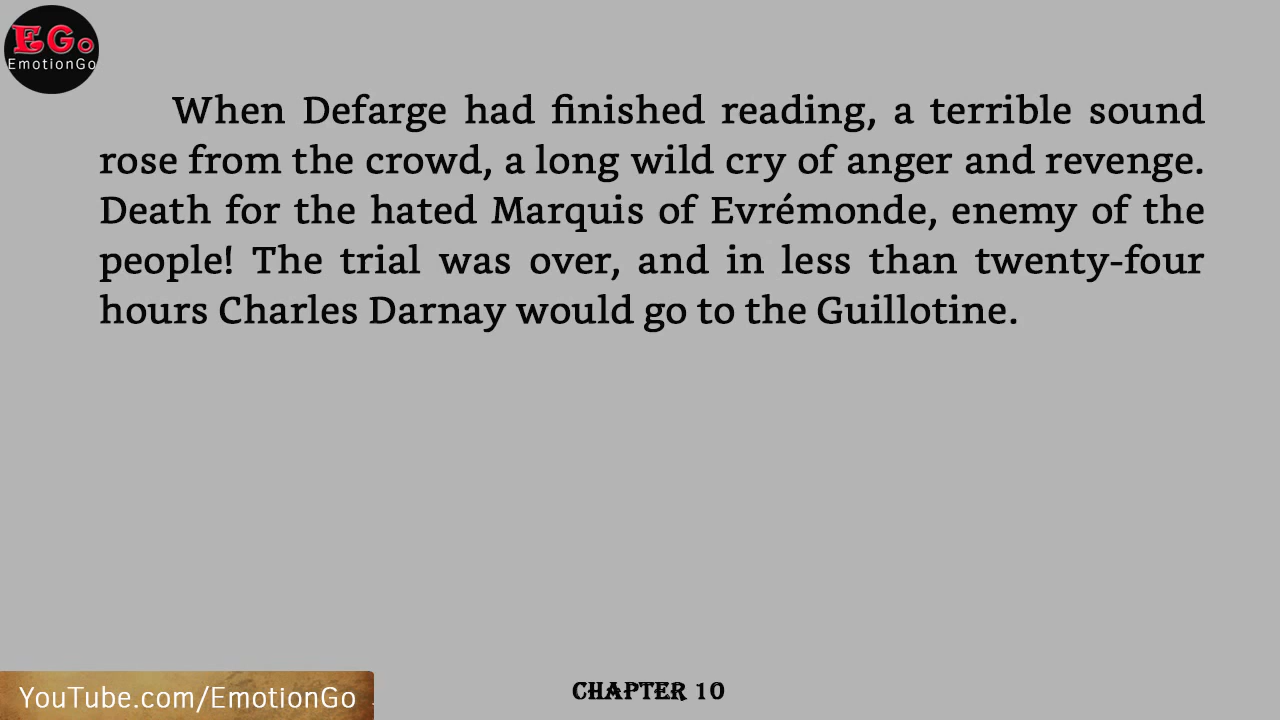 EGo
EmotionGo
When Defarge had finished reading, a terrible sound
rose from the crowd, a long wild cry of anger and revenge.
Death for the hated Marquis of Evrémonde, enemy of the
people! The trial was over, and in less than twenty-four
hours Charles Darnay would go to the Guillotine.
YouTube.com/EmotionGo
CHAPTER 10